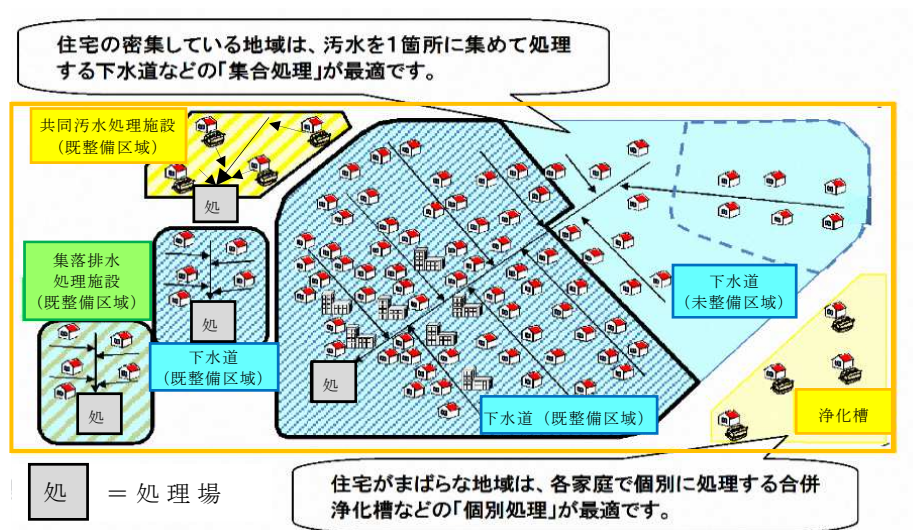 住宅の密集している地域は、汚水を1箇所に集めて処理
する下水道などの「集合処理」が最適です。
共同汚水処理施設
(既整備区域)
処
集落排水
処理施設
(既整備区域)
処
下水道
(既整備区域)
処
処
下水道(既整備区域)
下水道
(未整備区域)
浄化槽
処 =処理場
住宅がまばらな地域は、各家庭で個別に処理する合併
浄化槽などの「個別処理」が最適です。